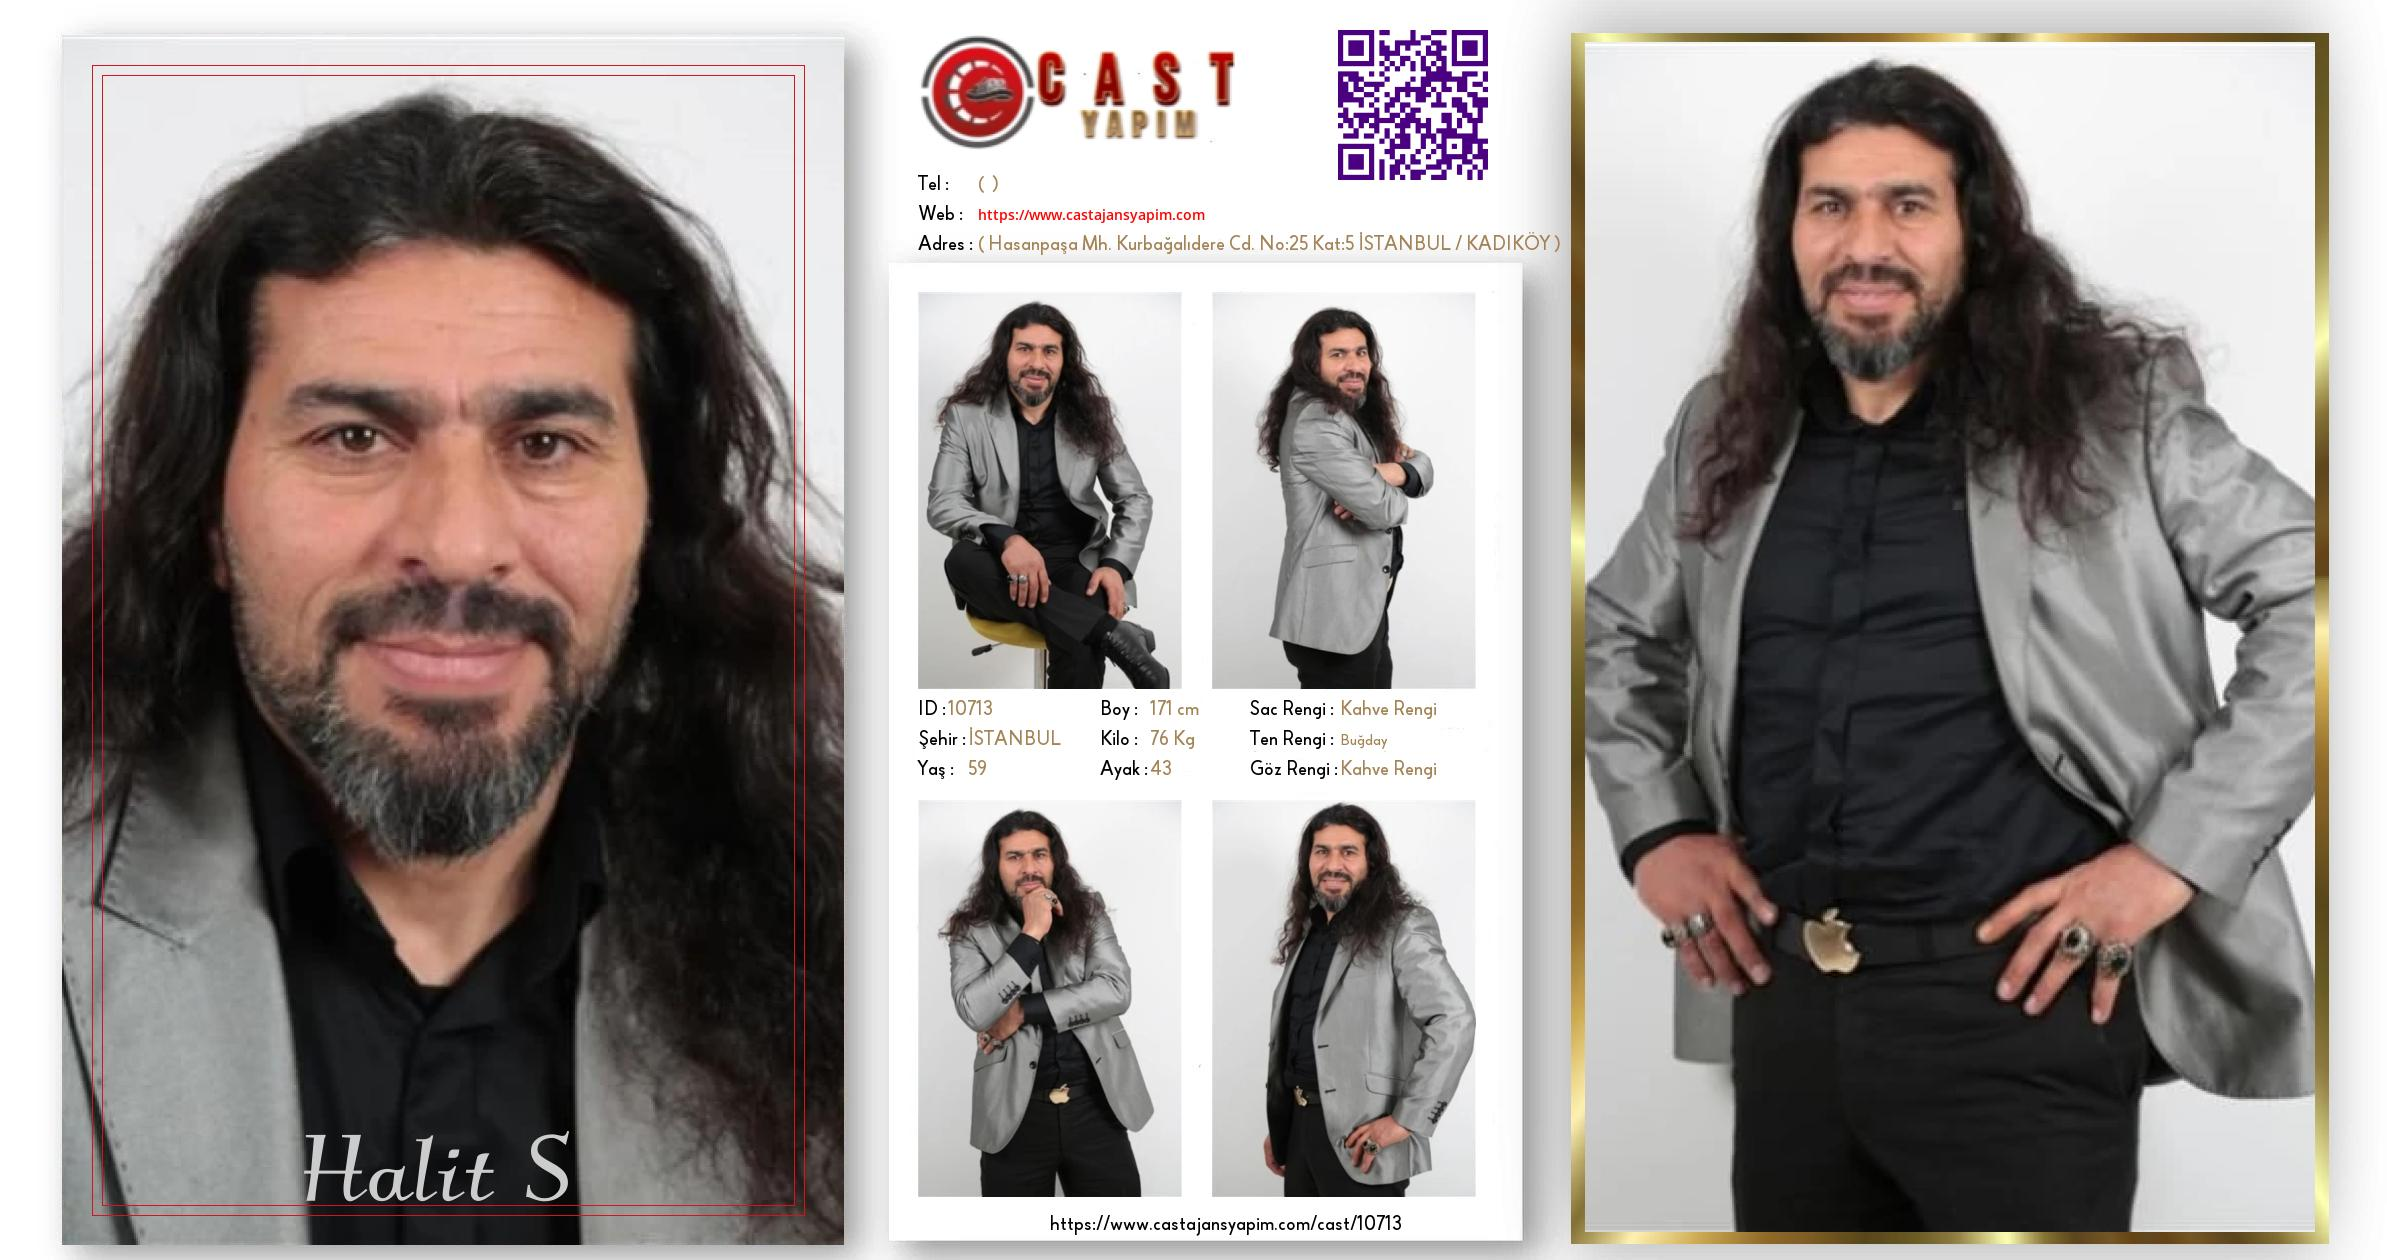 Halit S
CAST
YAPIM
Tel : ( )
Web : https://www.castajansyapim.com
Adres : ( Hasanpaşa Mh. Kurbağalıdere Cd. No:25 Kat:5 İSTANBUL / KADIKÖY )
ID : 10713 Boy : 171 cm Sac Rengi : Kahve Rengi
Şehir : İSTANBUL Kilo : 76 Kg Ten Rengi : Buğday
Yaş : 59 Ayak : 43 Göz Rengi : Kahve Rengi
https://www.castajansyapim.com/cast/10713